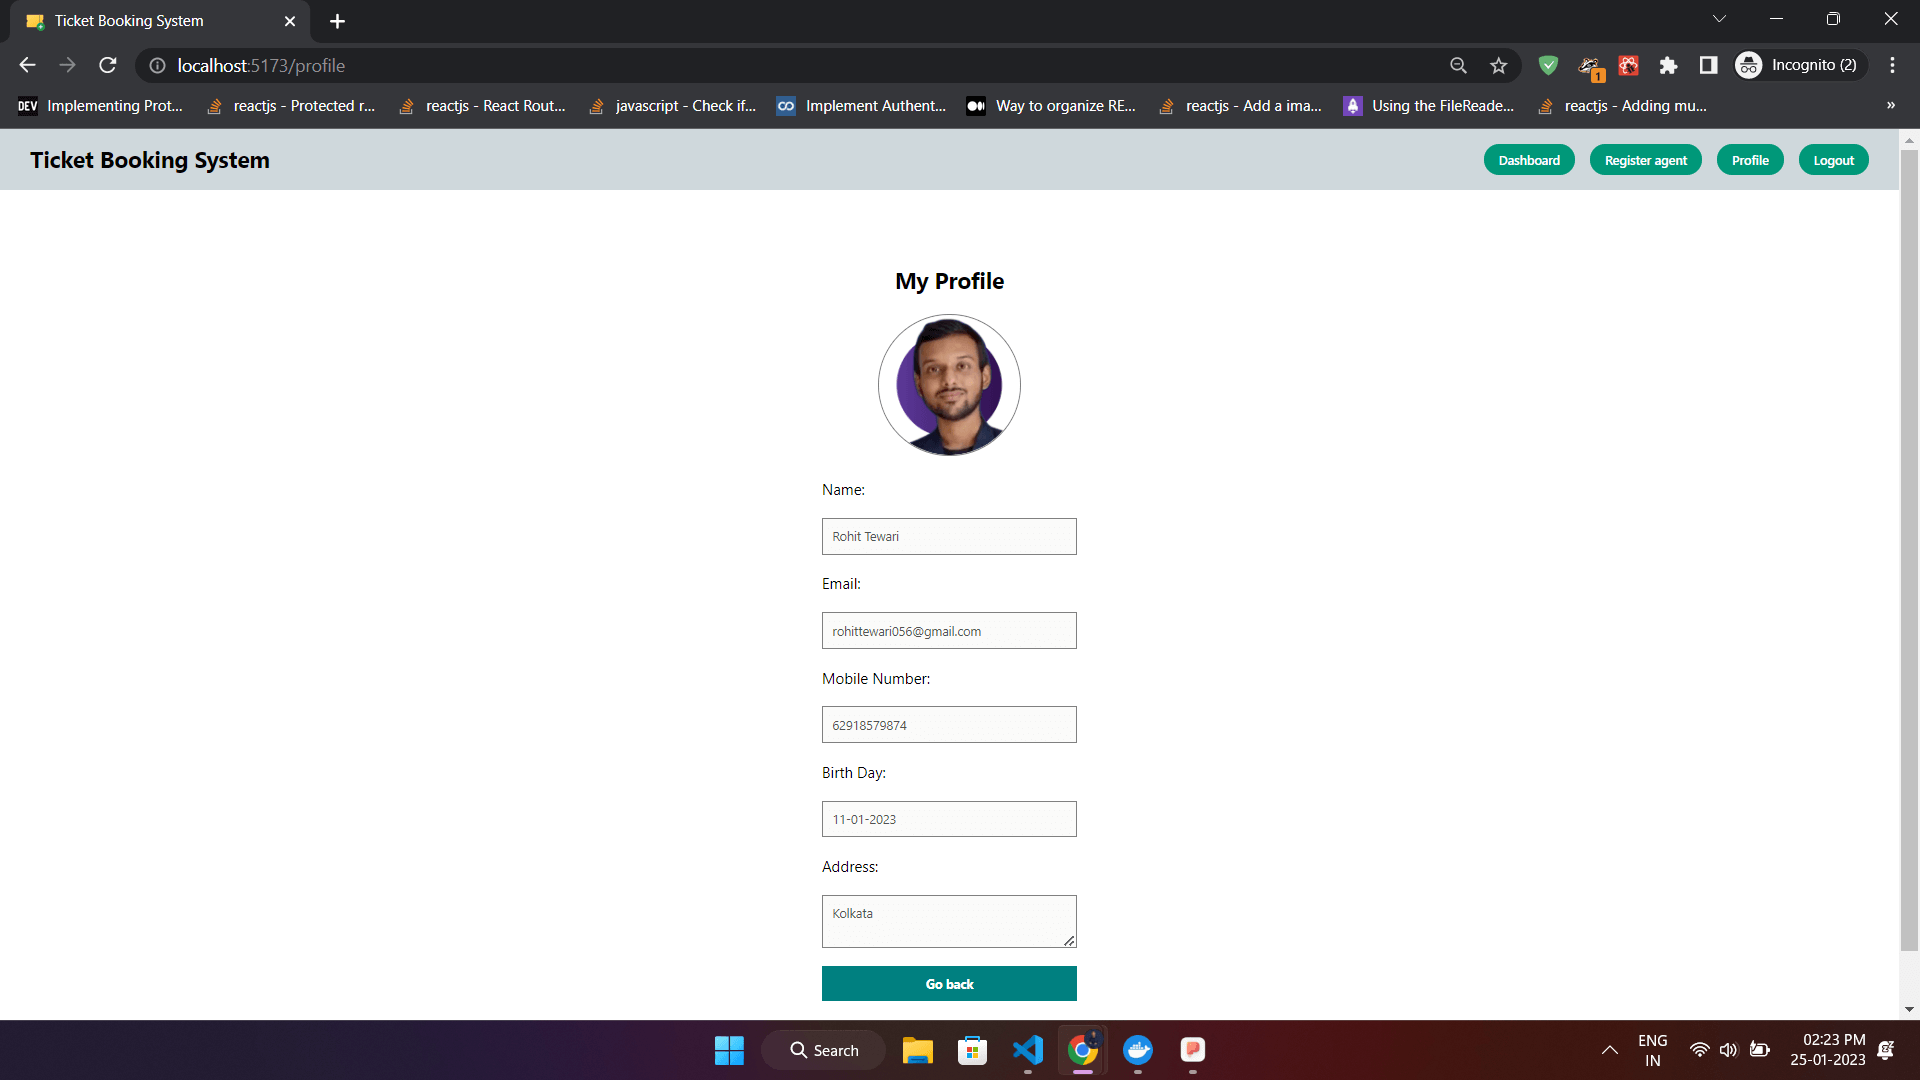 Ticket Booking System
localhost:5173/profile
1
Incognito (2)
DEV Implementing Prot... reactjs - Protected r... reactjs - React Rout... javascript - Check if... Implement Authent... Way to organize RE... reactjs - Add a ima... Using the FileReade... reactjs - Adding mu... »
Ticket Booking System Dashboard Register agent Profile Logout
My Profile
Name:
Rohit Tewari
Email:
rohittewari056@gmail.com
Mobile Number:
62918579874
Birth Day:
11-01-2023
Address:
Kolkata
Go back
Search
ENG
IN
02:23 PM
25-01-2023